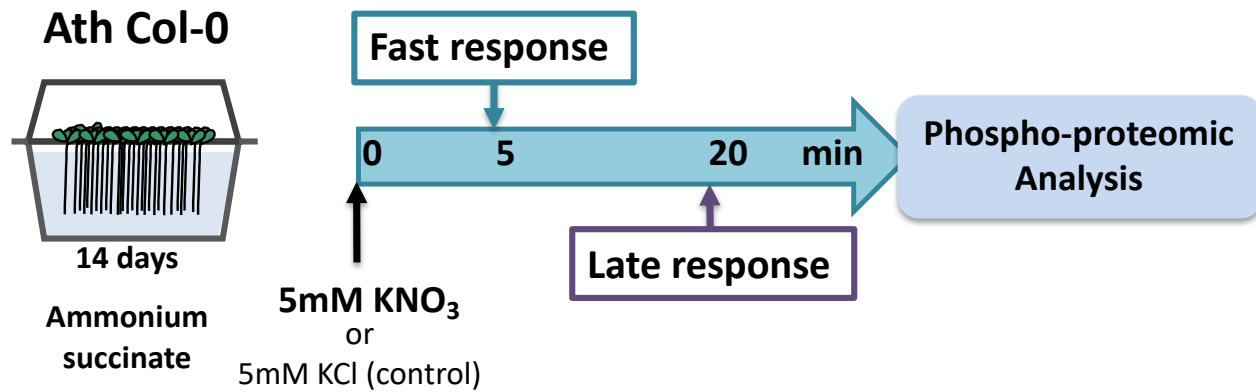 Ath Col-0
14 days
Ammonium
succinate
Fast response
0 5 20 min
Late response
5mM KNO₃
or
5mM KCl (control)
Phospho-proteomic
Analysis